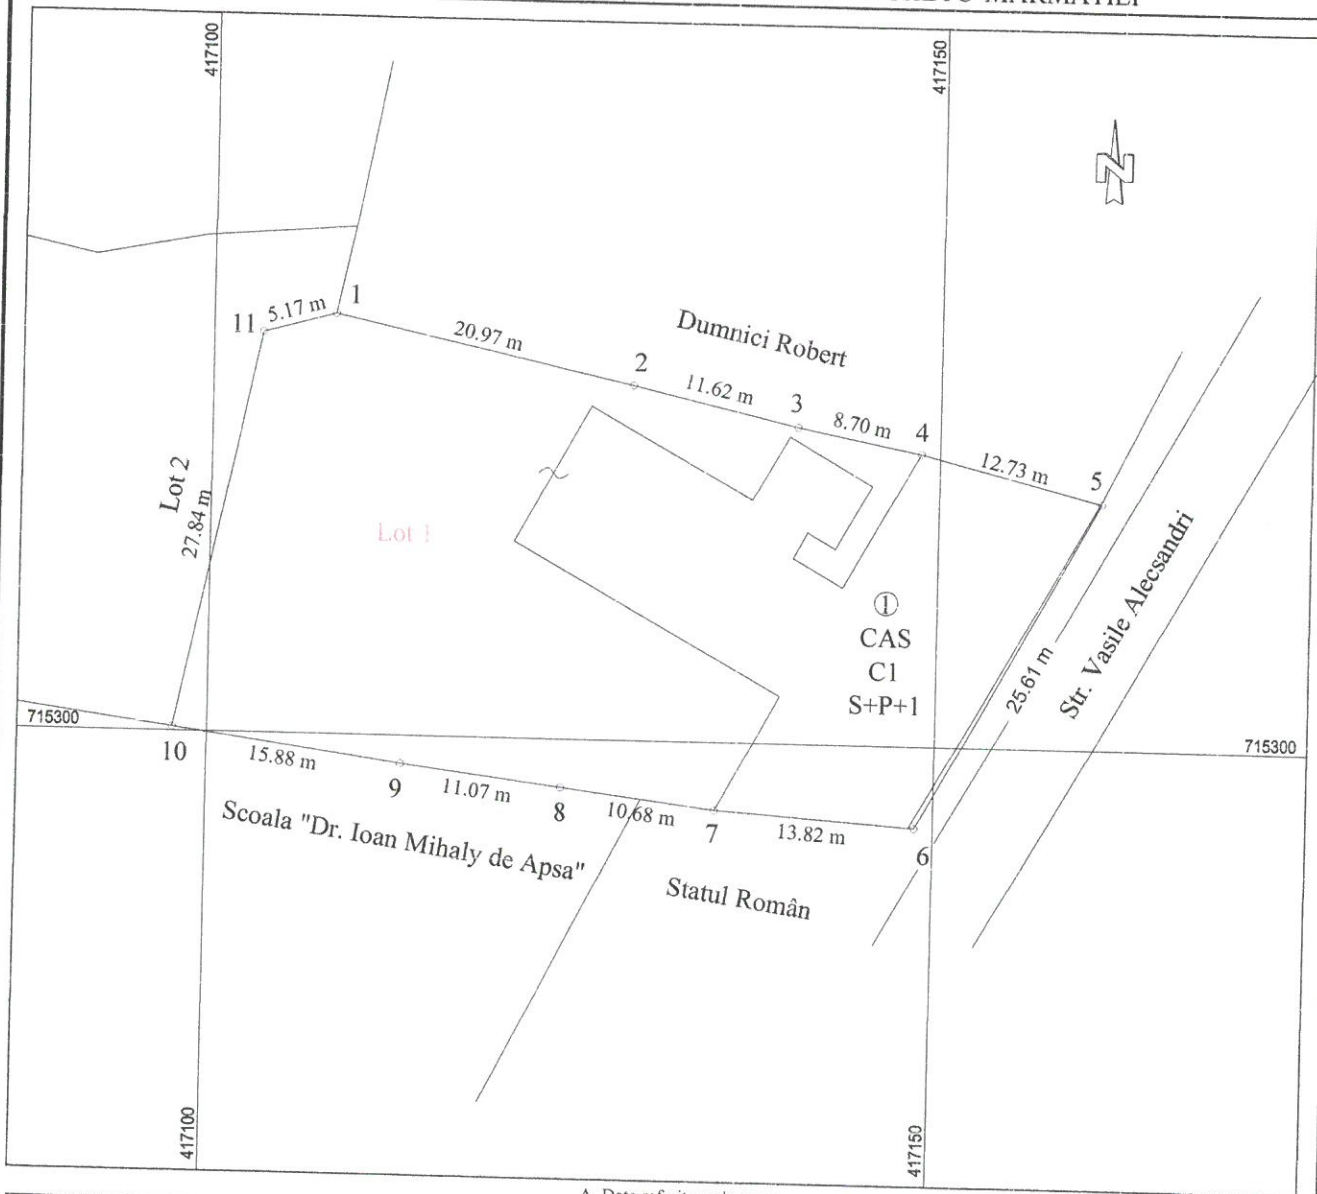 MARMATIEI
417100
417150
N
1
5.17 m
11
20.97 m
Dumnici Robert
2
11.62 m
3
8.70 m
4
12.73 m
5
Lot 2
27.84 m
Lot 1
1
CAS
C1
S+P+1
25.61 m
Str. Vasile Alecsandri
715300
715300
10
15.88 m
9
11.07 m
8
10.68 m
7
13.82 m
6
Scoala "Dr. Ioan Mihaly de Apsa"
Statul Român
417100
417150